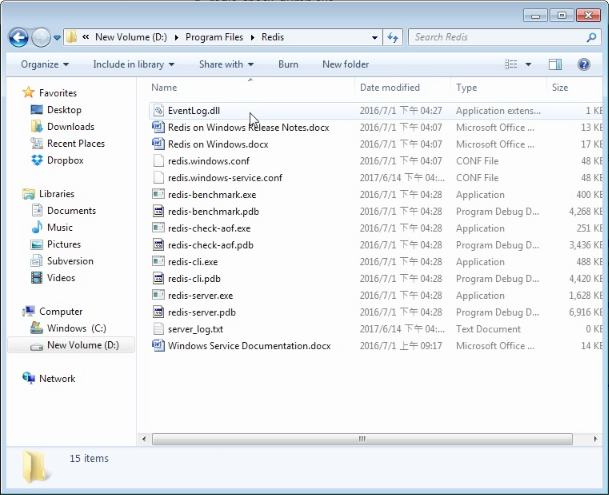 « New Volume (D:) ▸ Program Files ▸ Redis
Search Redis
Organize ▾ Include in library ▾ Share with ▾ Burn New folder
Favorites
Desktop
Downloads
Recent Places
Dropbox
Libraries
Documents
Music
Pictures
Subversion
Videos
Computer
Windows (C:)
New Volume (D:)
Network
Name Date modified Type Size
EventLog.dll 2016/7/1 下午 04:27 Application extens... 1 KB
Redis on Windows Release Notes.docx 2016/7/1 下午 04:07 Microsoft Office ... 13 KB
Redis on Windows.docx 2016/7/1 下午 04:07 Microsoft Office ... 17 KB
redis.windows.conf 2016/7/1 下午 04:07 CONF File 48 KB
redis.windows-service.conf 2017/6/14 下午 04:... CONF File 48 KB
redis-benchmark.exe 2016/7/1 下午 04:28 Application 400 KB
redis-benchmark.pdb 2016/7/1 下午 04:28 Program Debug D... 4,268 KB
redis-check-aof.exe 2016/7/1 下午 04:28 Application 251 KB
redis-check-aof.pdb 2016/7/1 下午 04:28 Program Debug D... 3,436 KB
redis-cli.exe 2016/7/1 下午 04:28 Application 488 KB
redis-cli.pdb 2016/7/1 下午 04:28 Program Debug D... 4,420 KB
redis-server.exe 2016/7/1 下午 04:28 Application 1,628 KB
redis-server.pdb 2016/7/1 下午 04:28 Program Debug D... 6,916 KB
server_log.txt 2017/6/14 下午 04:... Text Document 0 KB
Windows Service Documentation.docx 2016/7/1 上午 09:17 Microsoft Office ... 14 KB
15 items